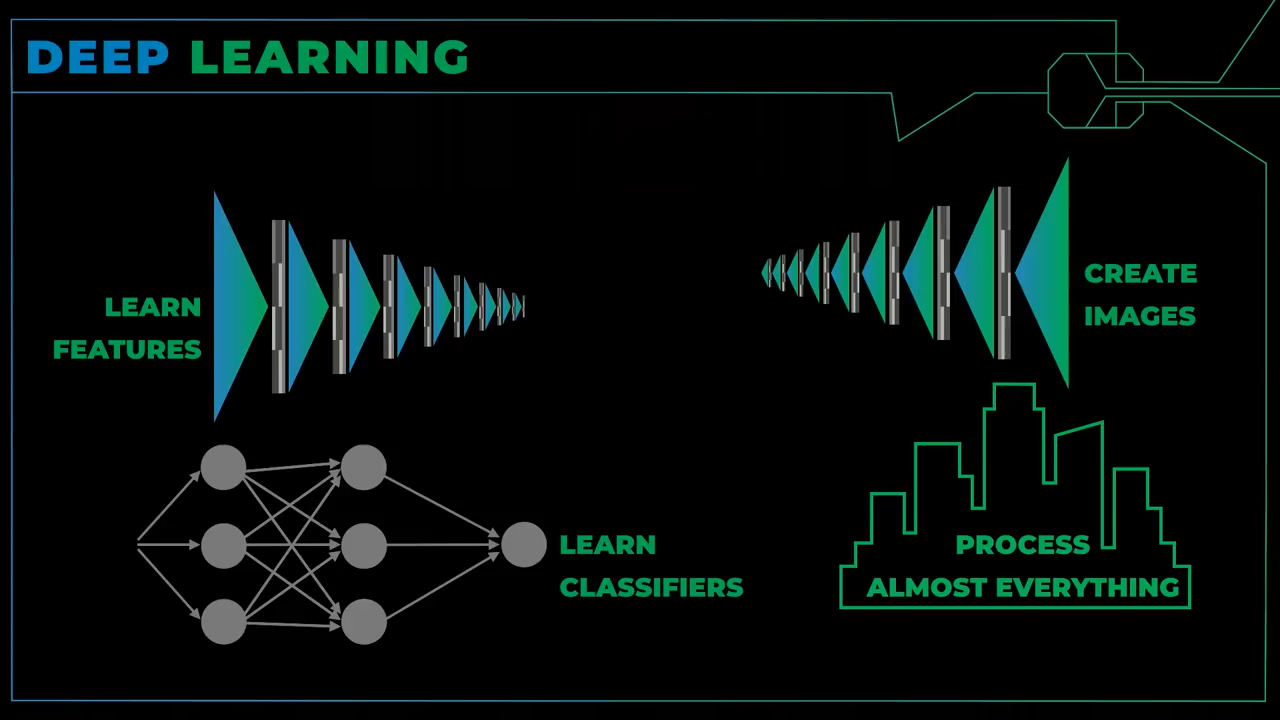 DEEP LEARNING
LEARN
FEATURES
CREATE
IMAGES
LEARN
CLASSIFIERS
PROCESS
ALMOST EVERYTHING